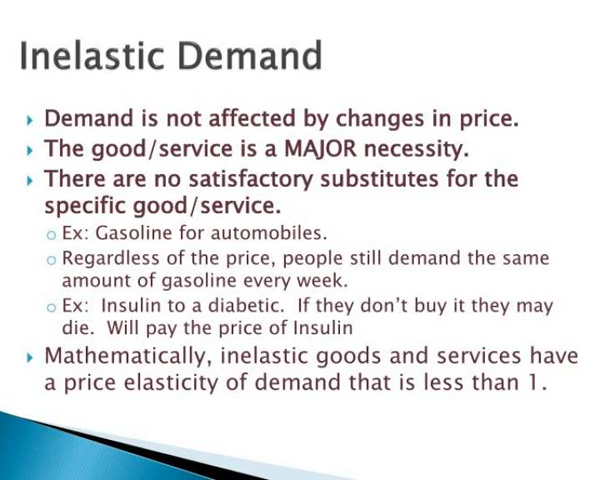 Inelastic Demand
Demand is not affected by changes in price.
The good/service is a MAJOR necessity.
There are no satisfactory substitutes for the
specific good/service.
Ex: Gasoline for automobiles.
Regardless of the price, people still demand the same
amount of gasoline every week.
Ex:  Insulin to a diabetic.  If they don't buy it they may
die.  Will pay the price of Insulin
Mathematically, inelastic goods and services have
a price elasticity of demand that is less than 1.